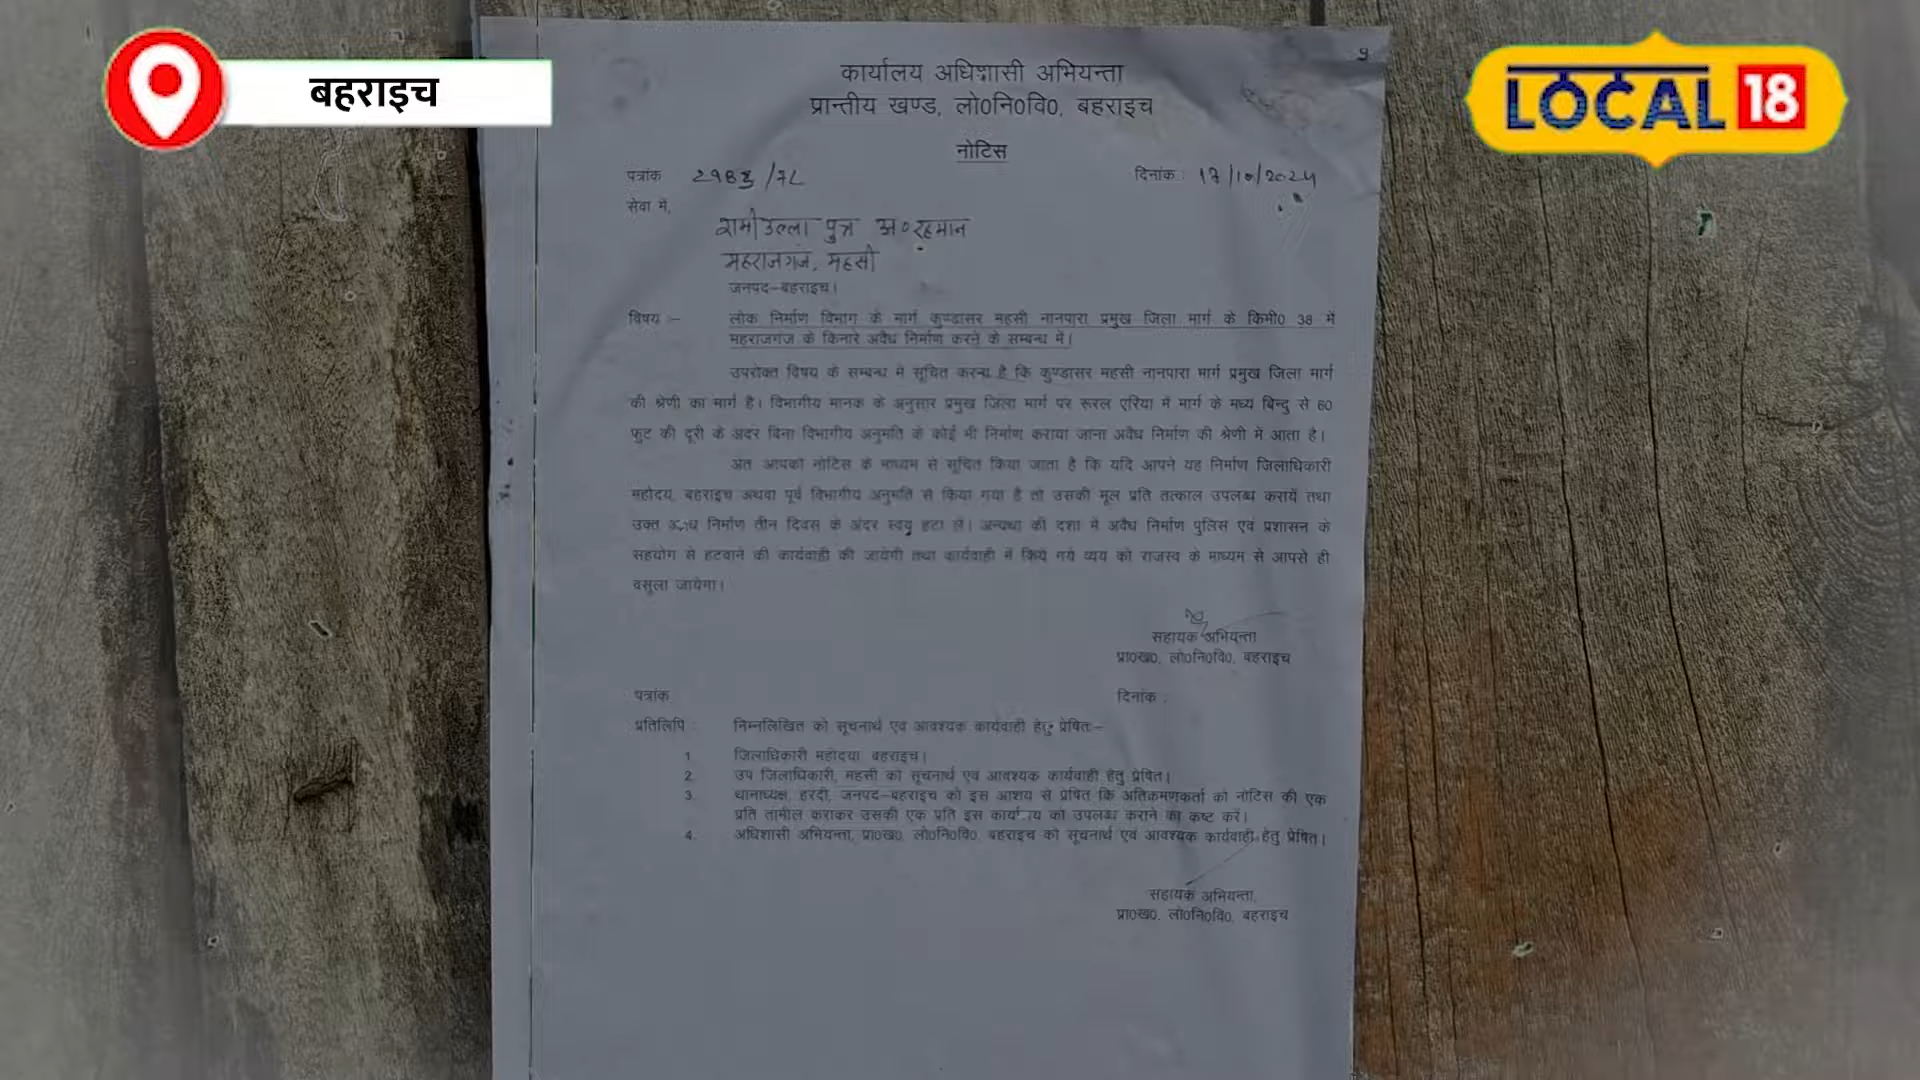 बहराइच
LOCAL 18
कार्यालय अधिशासी अभियन्ता
प्रान्तीय खण्ड, लो0नि0वि0, बहराइच
नोटिस
पत्रांक
दिनांक :
सेवा में,
पुत्र अ० रहमान
महराजगंज, महसी
जनपद–बहराइच।
विषय :– लोक निर्माण विभाग के मार्ग कुण्डासर महसी नानपारा प्रमुख जिला मार्ग के किमी0 38 में
महराजगंज के किनारे अवैध निर्माण करने के सम्बन्ध में।
उपरोक्त विषय के सम्बन्ध में सूचित करना है कि कुण्डासर महसी नानपारा मार्ग प्रमुख जिला मार्ग
की श्रेणी का मार्ग है। विभागीय मानक के अनुसार प्रमुख जिला मार्ग पर रूरल एरिया में मार्ग के मध्य बिन्दु से 60
फुट की दूरी के अंदर बिना विभागीय अनुमति के कोई भी निर्माण कराया जाना अवैध निर्माण की श्रेणी में आता है।
अतः आपको नोटिस के माध्यम से सूचित किया जाता है कि यदि आपने यह निर्माण जिलाधिकारी
महोदय, बहराइच अथवा पूर्व विभागीय अनुमति से किया गया है तो उसकी मूल प्रति तत्काल उपलब्ध करायें तथा
उक्त निर्माण तीन दिवस के अंदर स्वयं हटा लें। अन्यथा की दशा में अवैध निर्माण पुलिस एवं प्रशासन के
सहयोग से हटवाने की कार्यवाही की जायेगी तथा कार्यवाही में किये गये व्यय को राजस्व के माध्यम से आपसे ही
वसूला जायेगा।
सहायक अभियन्ता
प्रा0ख0, लो0नि0वि0, बहराइच
पत्रांक दिनांक :
प्रतिलिपि : निम्नलिखित को सूचनार्थ एवं आवश्यक कार्यवाही हेतु प्रेषित:–
1. जिलाधिकारी महोदया बहराइच।
2. उप जिलाधिकारी, महसी को सूचनार्थ एवं आवश्यक कार्यवाही हेतु प्रेषित।
3. थानाध्यक्ष, हरदी, जनपद–बहराइच को इस आशय से प्रेषित कि अतिक्रमणकर्ता को नोटिस की एक
प्रति तामील कराकर उसकी एक प्रति इस कार्यालय को उपलब्ध कराने का कष्ट करें।
4. अधिशासी अभियन्ता, प्रा0ख0, लो0नि0वि0, बहराइच को सूचनार्थ एवं आवश्यक कार्यवाही हेतु प्रेषित।
सहायक अभियन्ता,
प्रा0ख0, लो0नि0वि0, बहराइच